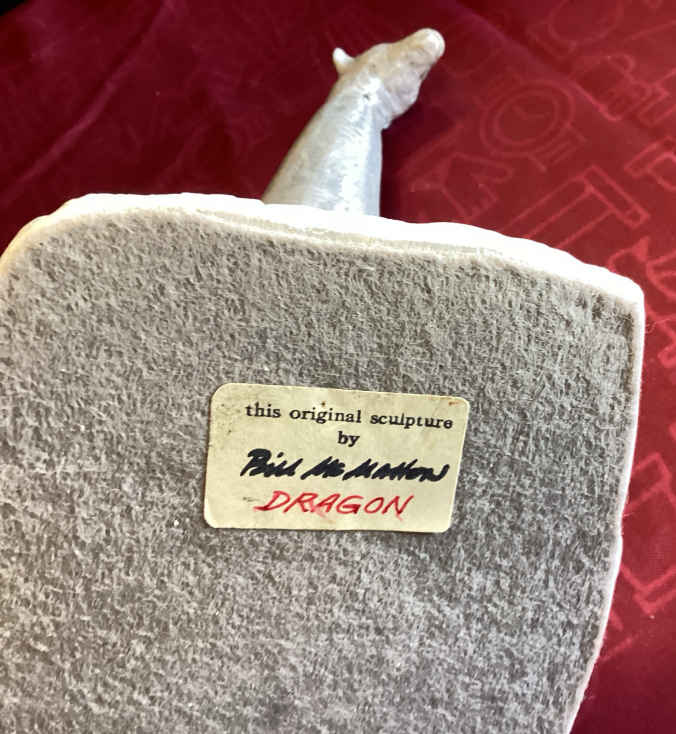 this original sculpture
by
Bill McMahon
DRAGON